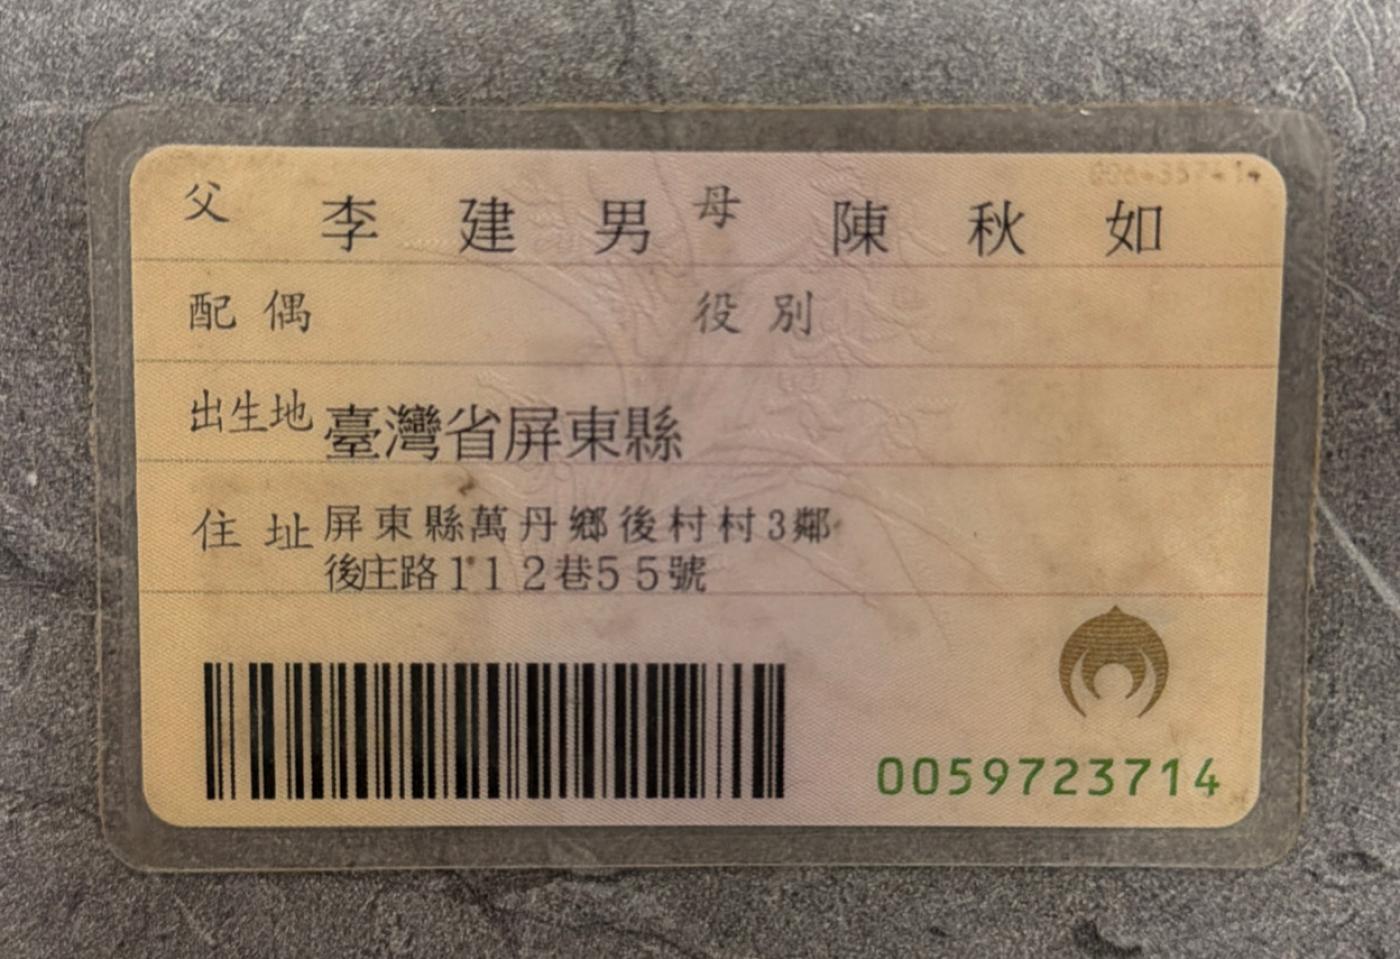 父 李建男 母 陳秋如
配偶 役別
出生地 臺灣省屏東縣
住址 屏東縣萬丹鄉後村村3鄰
後庄路112巷55號
0059723714